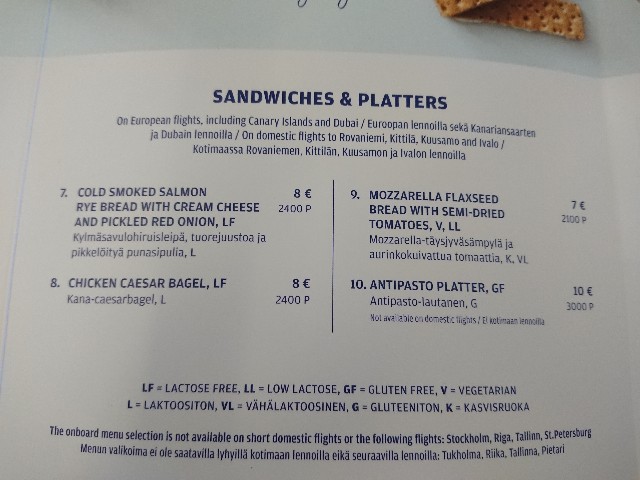 SANDWICHES & PLATTERS
On European flights, including Canary Islands and Dubai / Euroopan lennoilla sekä Kanariansaarten
ja Dubain lennoilla / On domestic flights to Rovaniemi, Kittilä, Kuusamo and Ivalo /
Kotimaassa Rovaniemen, Kittilän, Kuusamon ja Ivalon lennoilla
7. COLD SMOKED SALMON 8 €
RYE BREAD WITH CREAM CHEESE 2400 P
AND PICKLED RED ONION, LF
Kylmäsavulohiruisleipä, tuorejuustoa ja
pikkelöityä punasipulia, L
8. CHICKEN CAESAR BAGEL, LF 8 €
Kana-caesarbagel, L 2400 P
9. MOZZARELLA FLAXSEED 7 €
BREAD WITH SEMI-DRIED 2100 P
TOMATOES, V, LL
Mozzarella-täysjyväsämpylä ja
aurinkokuivattua tomaattia, K, VL
10. ANTIPASTO PLATTER, GF 10 €
Antipasto-lautanen, G 3000 P
Not available on domestic flights / Ei kotimaan lennoilla
LF = LACTOSE FREE, LL = LOW LACTOSE, GF = GLUTEN FREE, V = VEGETARIAN
L = LAKTOOSITON, VL = VÄHÄLAKTOOSINEN, G = GLUTEENITON, K = KASVISRUOKA
The onboard menu selection is not available on short domestic flights or the following flights: Stockholm, Riga, Tallinn, St.Petersburg
Menun valikoima ei ole saatavilla lyhyillä kotimaan lennoilla eikä seuraavilla lennoilla: Tukholma, Riika, Tallinna, Pietari